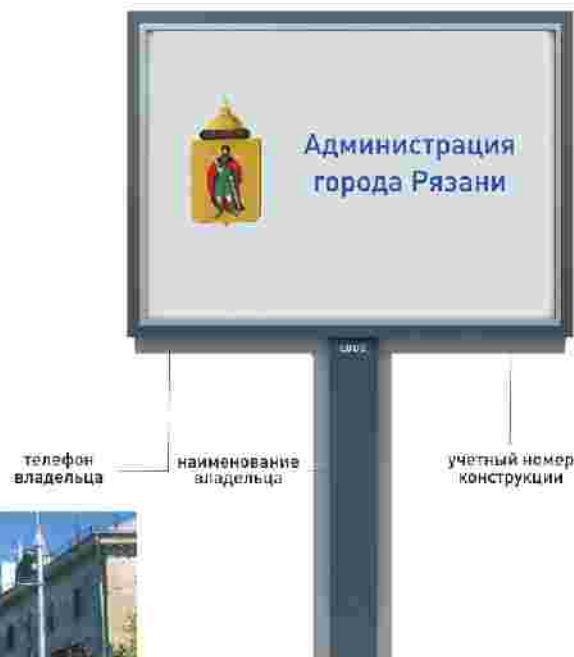 Администрация
города Рязани
телефон
владельца
наименование
владельца
учетный номер
конструкции